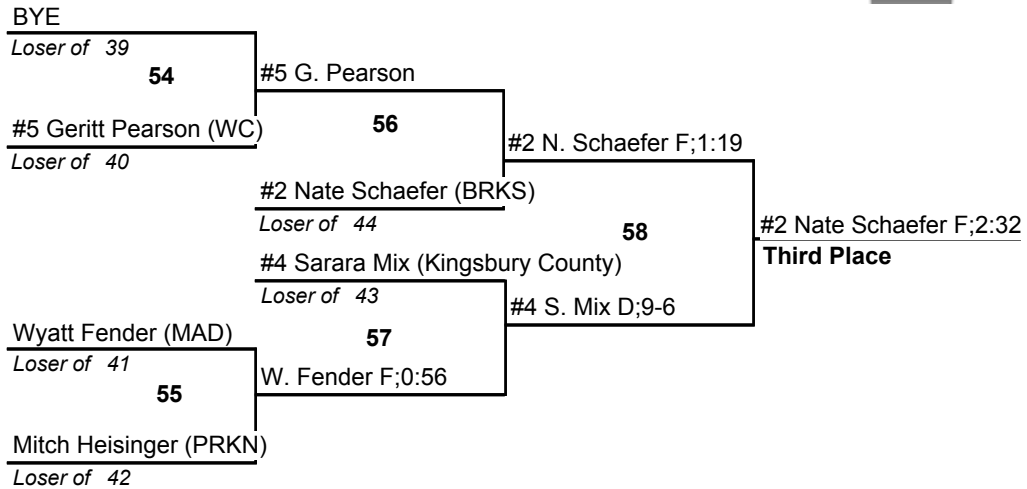 BYE
Loser of 39
54
#5 G. Pearson
#5 Geritt Pearson (WC)
56
Loser of 40
#2 N. Schaefer F;1:19
#2 Nate Schaefer (BRKS)
Loser of 44
58
#2 Nate Schaefer F;2:32
Third Place
#4 Sarara Mix (Kingsbury County)
Loser of 43
#4 S. Mix D;9-6
Wyatt Fender (MAD)
57
Loser of 41
W. Fender F;0:56
55
Mitch Heisinger (PRKN)
Loser of 42